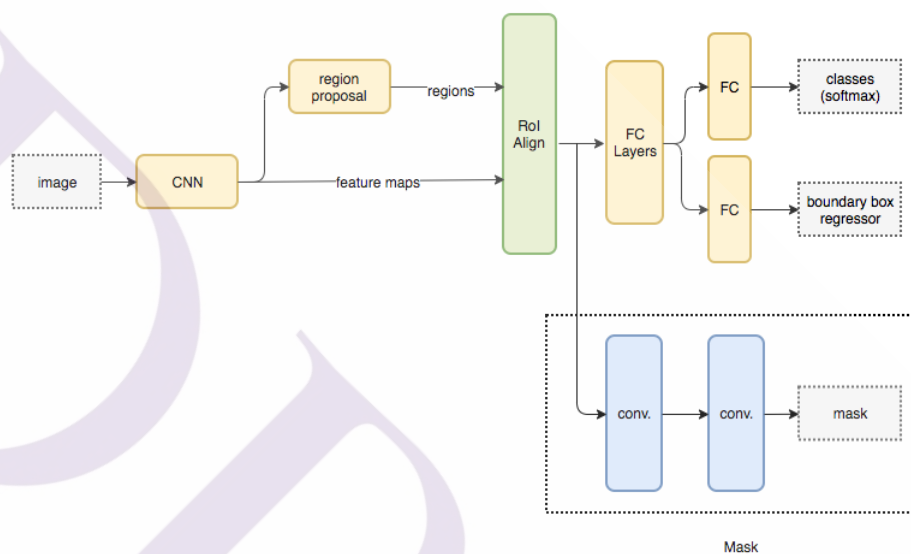 image
CNN
region
proposal
regions
feature maps
RoI
Align
FC
Layers
FC
classes
(softmax)
FC
boundary box
regressor
conv.
conv.
mask
Mask